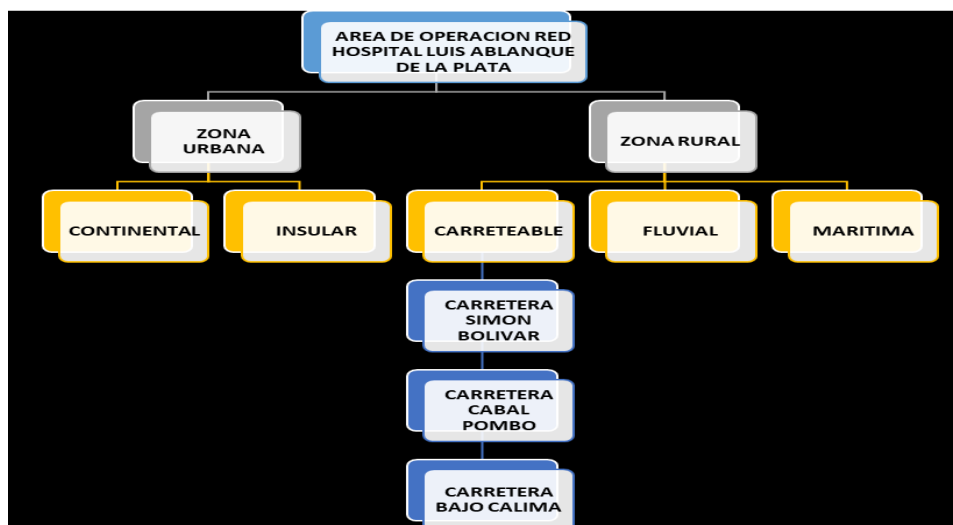 AREA DE OPERACION RED
HOSPITAL LUIS ABLANQUE
DE LA PLATA
ZONA
URBANA
ZONA RURAL
CONTINENTAL
INSULAR
CARRETEABLE
FLUVIAL
MARITIMA
CARRETERA
SIMON
BOLIVAR
CARRETERA
CABAL
POMBO
CARRETERA
BAJO CALIMA